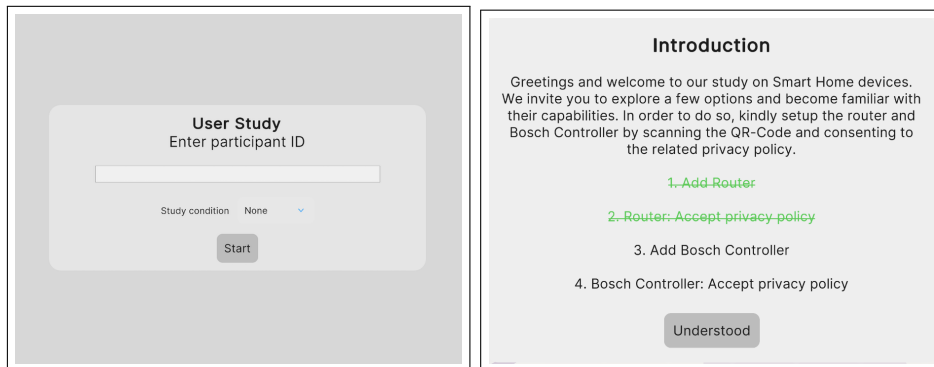 User Study
Enter participant ID
Study condition None
Start
Introduction
Greetings and welcome to our study on Smart Home devices.
We invite you to explore a few options and become familiar with
their capabilities. In order to do so, kindly setup the router and
Bosch Controller by scanning the QR-Code and consenting to
the related privacy policy.
1. Add Router
2. Router: Accept privacy policy
3. Add Bosch Controller
4. Bosch Controller: Accept privacy policy
Understood